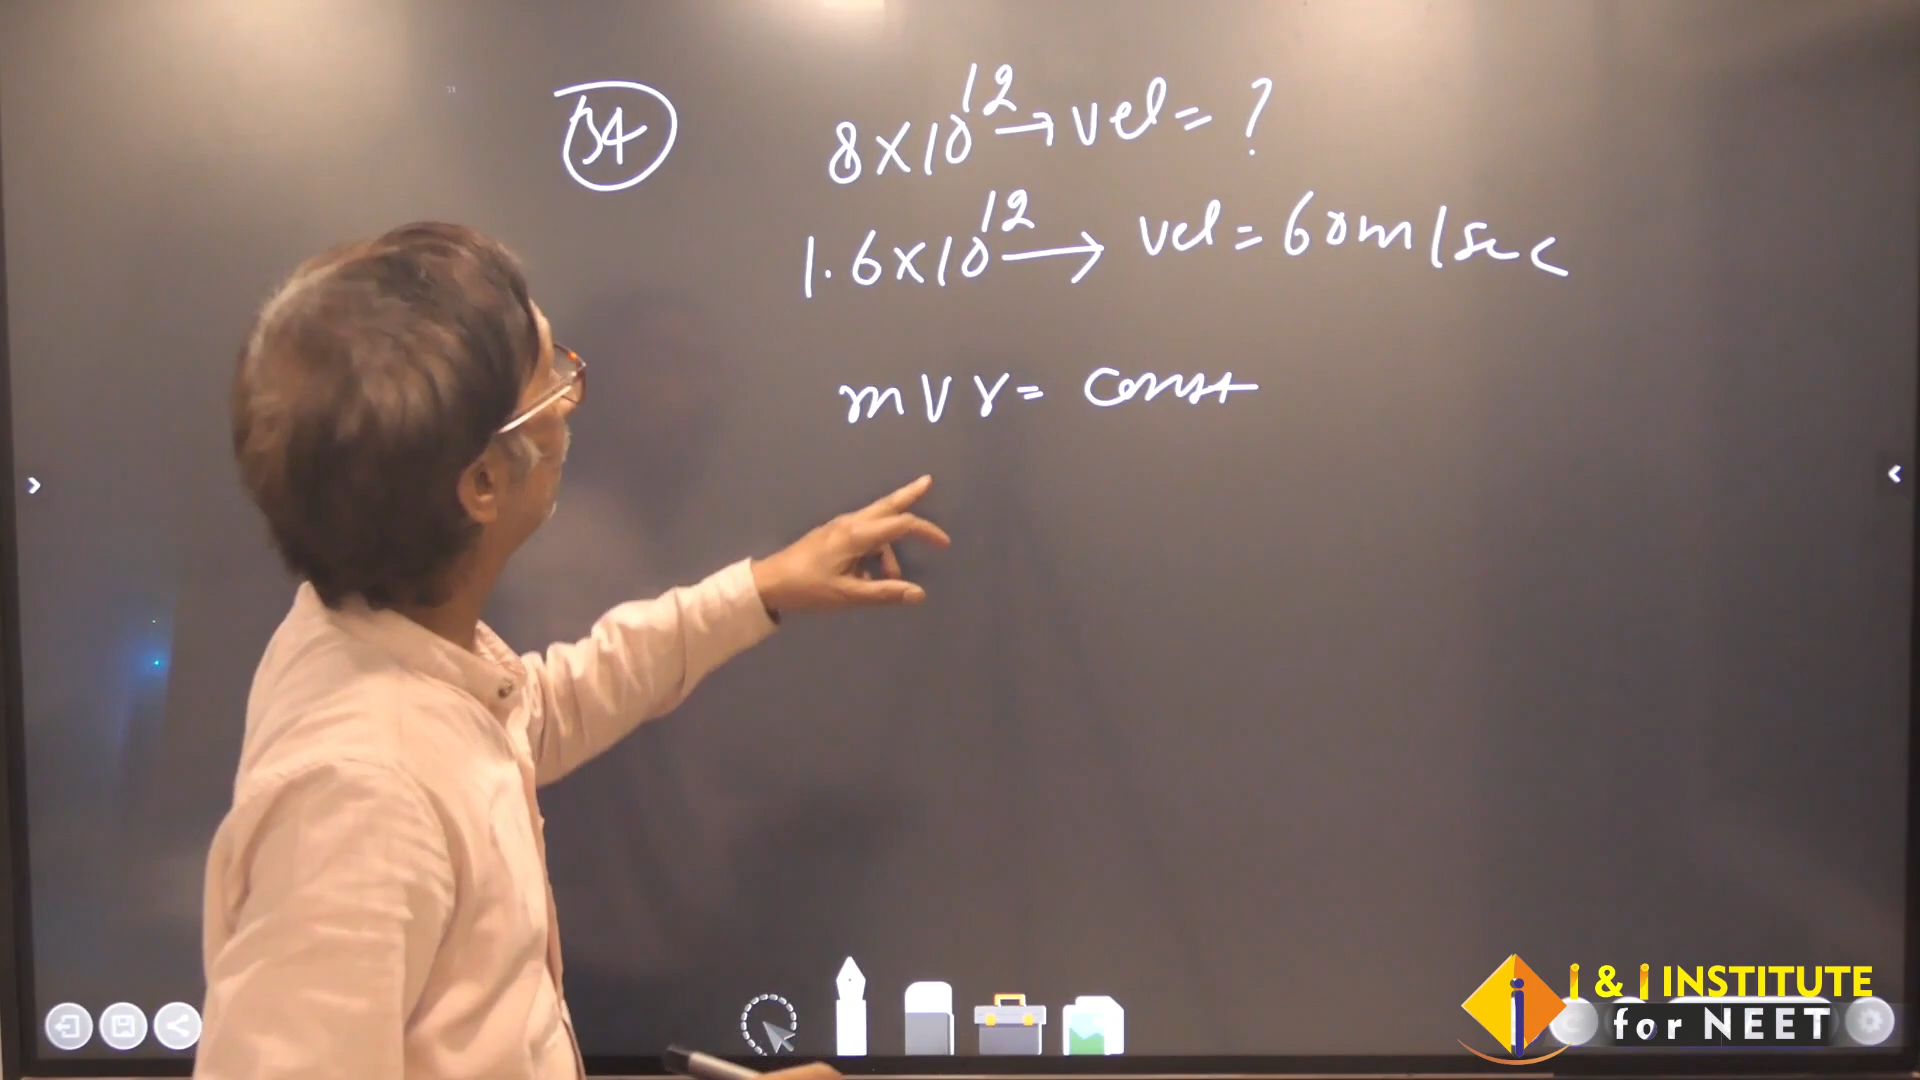 34
8×10¹² → vel = ?
1.6×10¹² → vel = 60m/sec
mvr = const
i & i INSTITUTE
for NEET